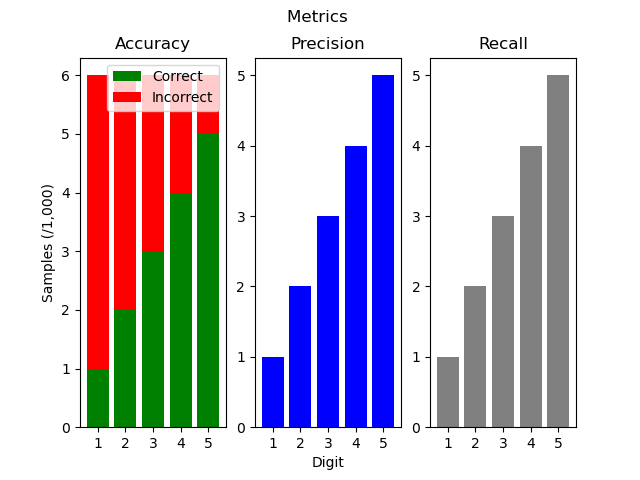 Metrics
Accuracy
Precision
Recall
Correct
Incorrect
Samples (/1,000)
6
5
4
3
2
1
0
1 2 3 4 5
5
4
3
2
1
0
1 2 3 4 5
5
4
3
2
1
0
1 2 3 4 5
Digit